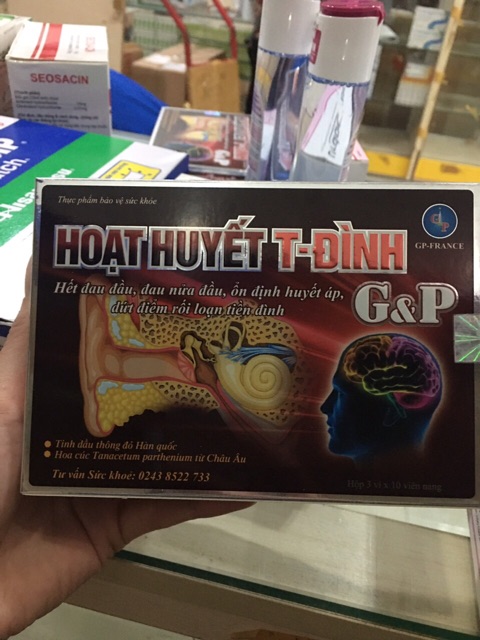 SEOSACIN
Thực phẩm bảo vệ sức khỏe
HOẠT HUYẾT T-ĐÌNH
GP-FRANCE
Hết đau đầu, đau nửa đầu, ổn định huyết áp,
dứt điểm rối loạn tiền đình
G&P
Tinh dầu thông đỏ Hàn quốc
Hoa cúc Tanacetum parthenium từ Châu Âu
Tư vấn Sức khoẻ: 0243 8522 733
Hộp 3 vỉ x 10 viên nang